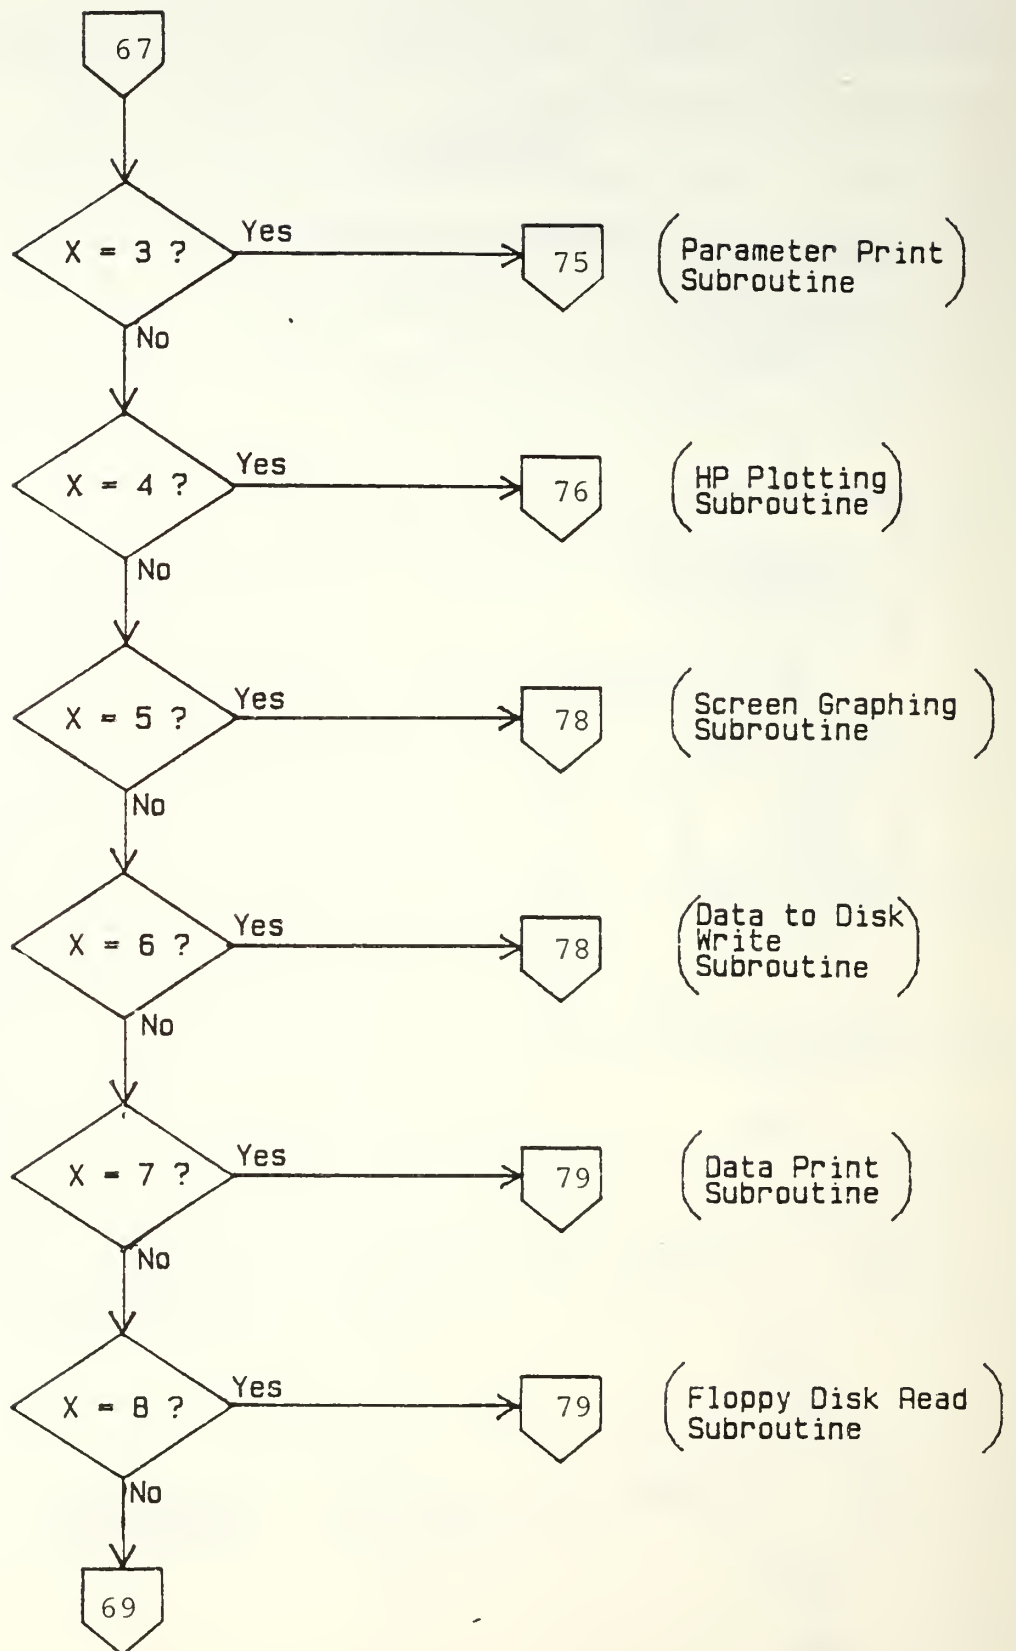 67
X = 3 ?
Yes
75
Parameter Print
Subroutine
No
X = 4 ?
Yes
76
HP Plotting
Subroutine
No
X = 5 ?
Yes
78
Screen Graphing
Subroutine
No
X = 6 ?
Yes
78
Data to Disk
Write
Subroutine
No
X = 7 ?
Yes
79
Data Print
Subroutine
No
X = 8 ?
Yes
79
Floppy Disk Read
Subroutine
No
69